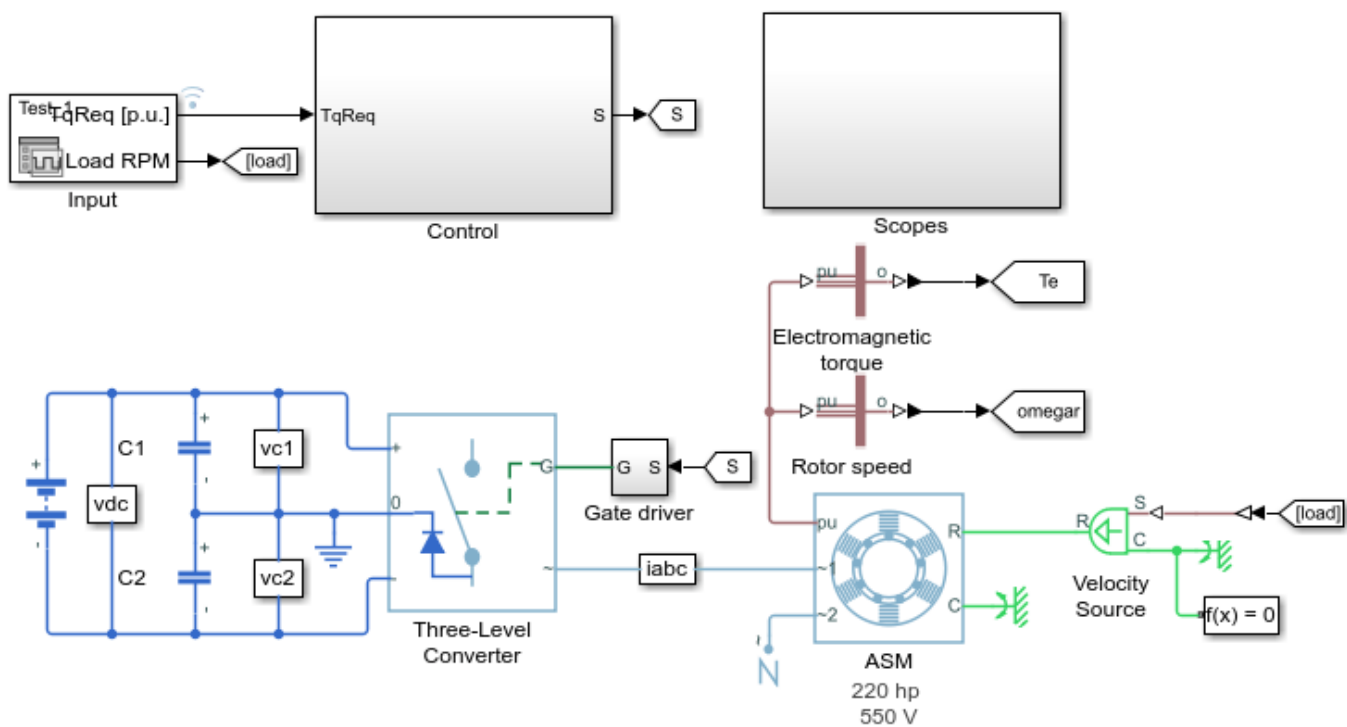 Test_1
TqReq [p.u.]
Load RPM
Input
[load]
TqReq
S
Control
S
Scopes
pu
o
Te
Electromagnetic
torque
pu
o
omegar
Rotor speed
+
vdc
-
C1
+
-
vc1
C2
+
-
vc2
+
0
-
G
~
Three-Level
Converter
G
S
Gate driver
S
iabc
pu
~1
~2
R
C
~
N
ASM
220 hp
550 V
R
S
C
Velocity
Source
[load]
f(x) = 0